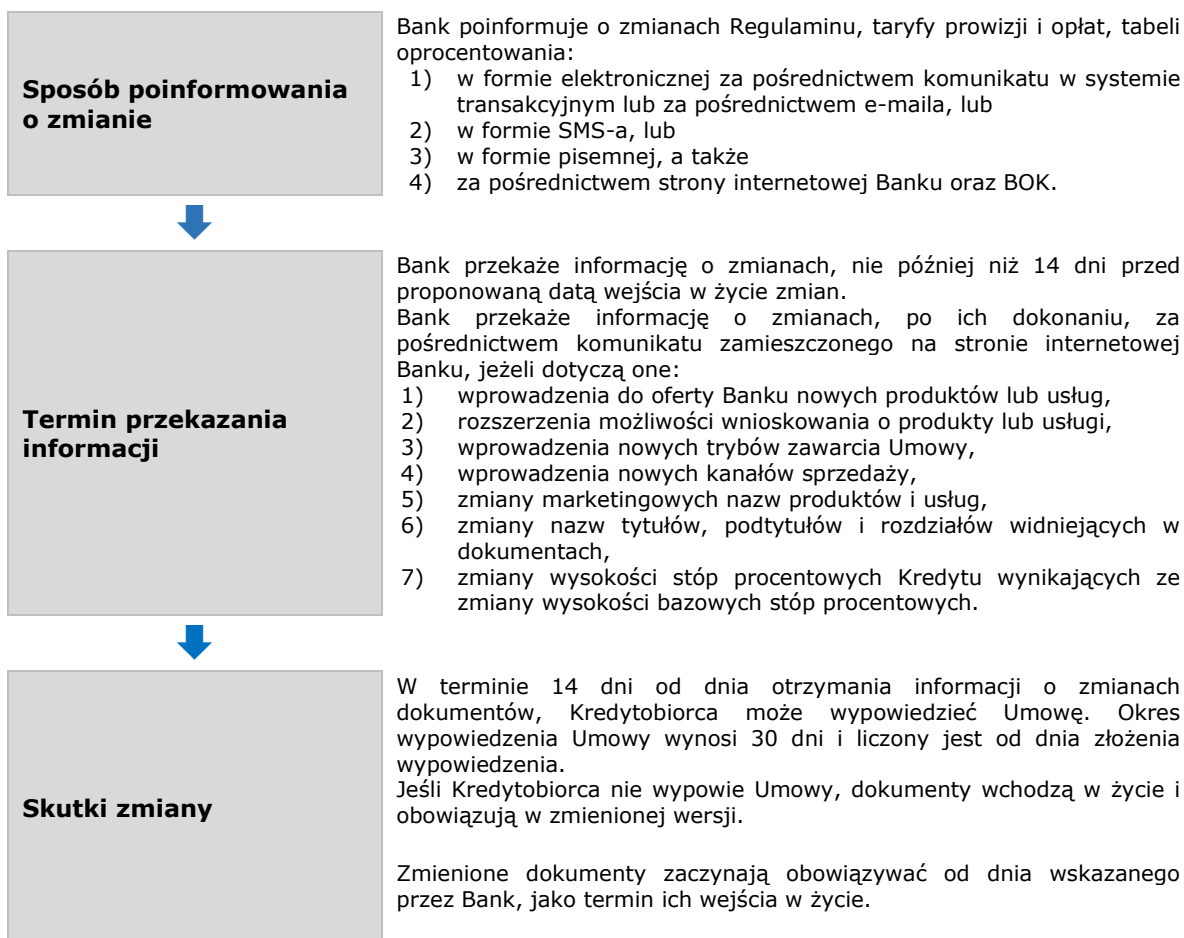 Sposób poinformowania
o zmianie
Bank poinformuje o zmianach Regulaminu, taryfy prowizji i opłat, tabeli
oprocentowania:
1) w formie elektronicznej za pośrednictwem komunikatu w systemie
transakcyjnym lub za pośrednictwem e-maila, lub
2) w formie SMS-a, lub
3) w formie pisemnej, a także
4) za pośrednictwem strony internetowej Banku oraz BOK.
Termin przekazania
informacji
Bank przekaże informację o zmianach, nie później niż 14 dni przed
proponowaną datą wejścia w życie zmian.
Bank przekaże informację o zmianach, po ich dokonaniu, za
pośrednictwem komunikatu zamieszczonego na stronie internetowej
Banku, jeżeli dotyczą one:
1) wprowadzenia do oferty Banku nowych produktów lub usług,
2) rozszerzenia możliwości wnioskowania o produkty lub usługi,
3) wprowadzenia nowych trybów zawarcia Umowy,
4) wprowadzenia nowych kanałów sprzedaży,
5) zmiany marketingowych nazw produktów i usług,
6) zmiany nazw tytułów, podtytułów i rozdziałów widniejących w
dokumentach,
7) zmiany wysokości stóp procentowych Kredytu wynikających ze
zmiany wysokości bazowych stóp procentowych.
Skutki zmiany
W terminie 14 dni od dnia otrzymania informacji o zmianach
dokumentów, Kredytobiorca może wypowiedzieć Umowę. Okres
wypowiedzenia Umowy wynosi 30 dni i liczony jest od dnia złożenia
wypowiedzenia.
Jeśli Kredytobiorca nie wypowie Umowy, dokumenty wchodzą w życie i
obowiązują w zmienionej wersji.
Zmienione dokumenty zaczynają obowiązywać od dnia wskazanego
przez Bank, jako termin ich wejścia w życie.